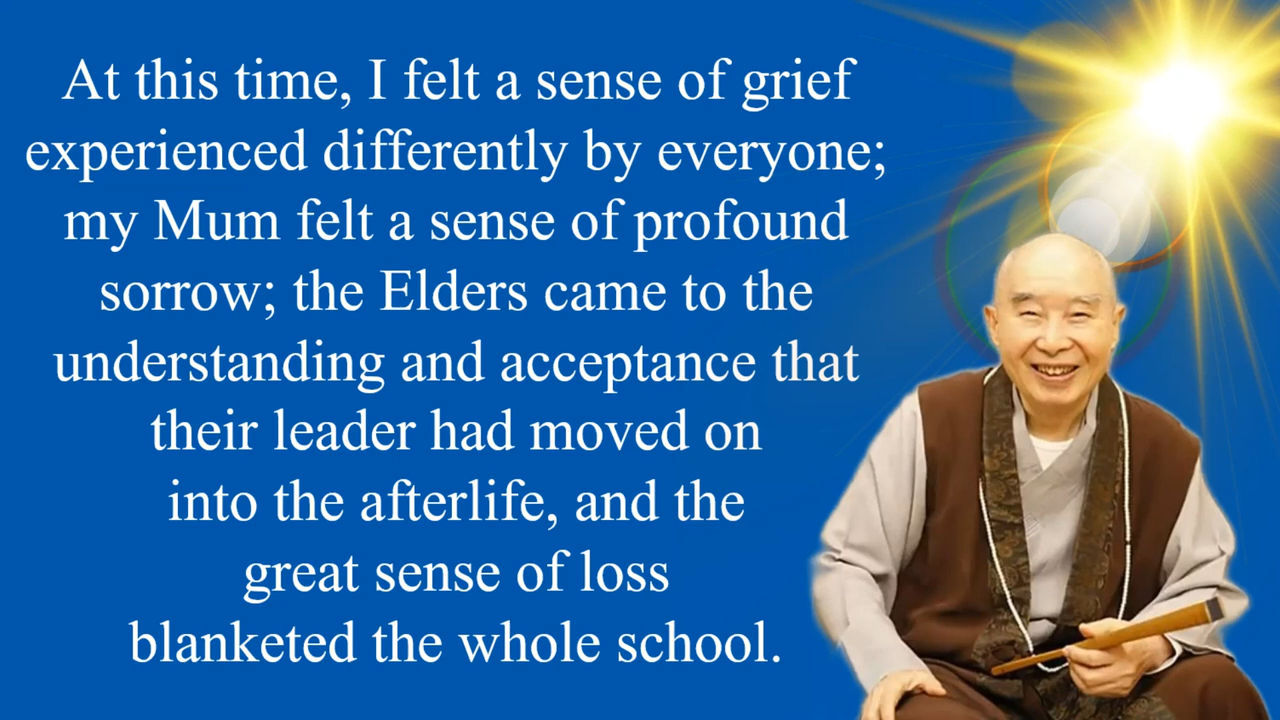 At this time, I felt a sense of grief
experienced differently by everyone;
my Mum felt a sense of profound
sorrow; the Elders came to the
understanding and acceptance that
their leader had moved on
into the afterlife, and the
great sense of loss
blanketed the whole school.